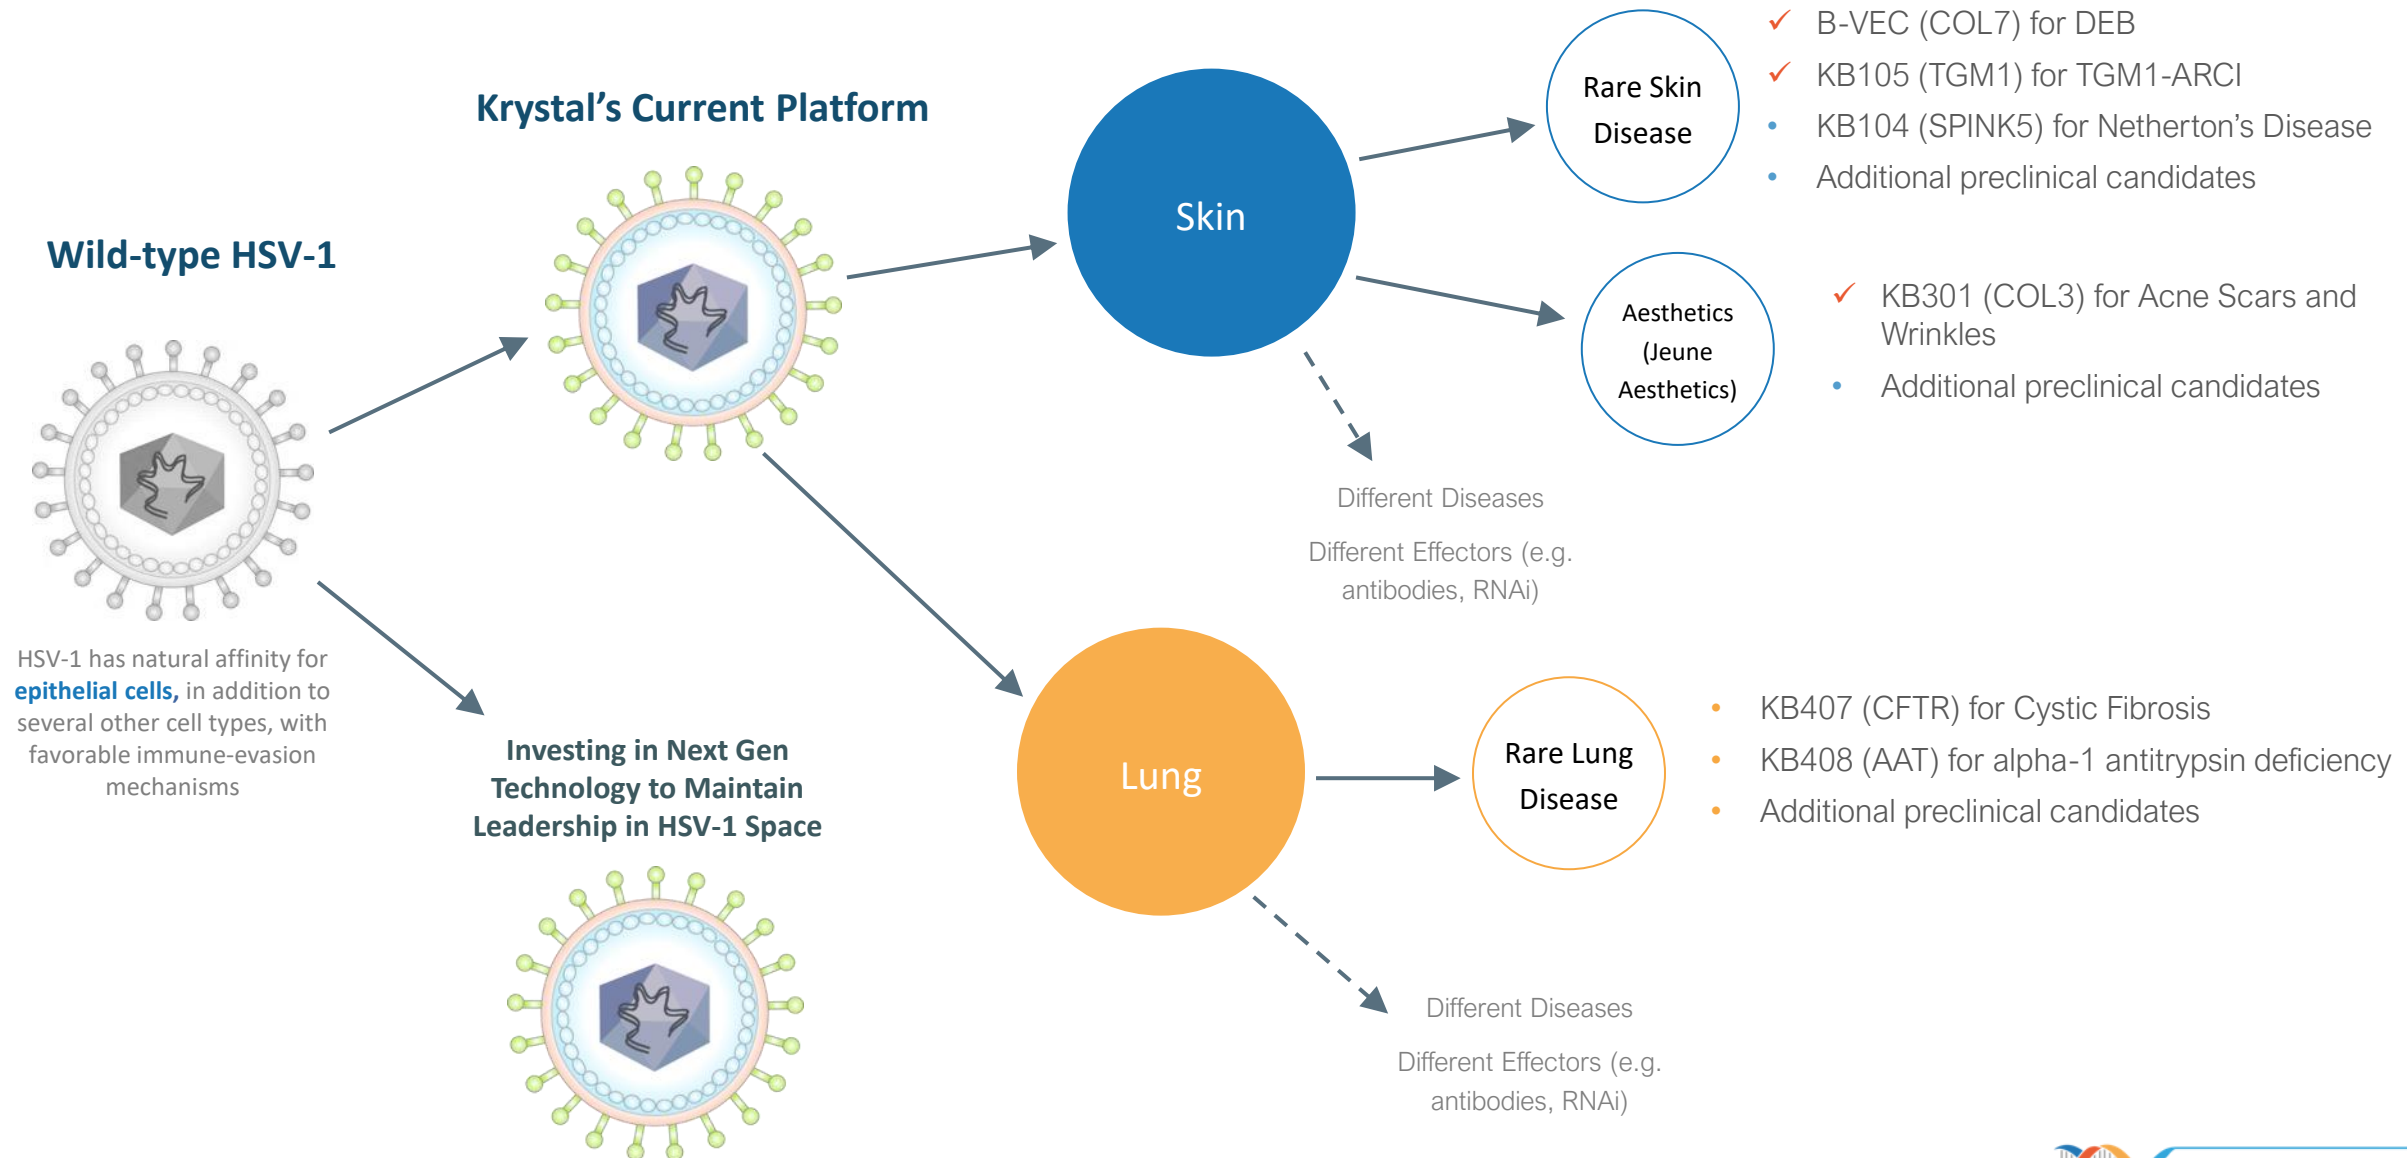 Krystal's Current Platform
Wild-type HSV-1
HSV-1 has natural affinity for
epithelial cells, in addition to
several other cell types, with
favorable immune-evasion
mechanisms
Investing in Next Gen
Technology to Maintain
Leadership in HSV-1 Space
Skin
Rare Skin
Disease
✓ B-VEC (COL7) for DEB
✓ KB105 (TGM1) for TGM1-ARCI
• KB104 (SPINK5) for Netherton's Disease
• Additional preclinical candidates
Aesthetics
(Jeune
Aesthetics)
✓ KB301 (COL3) for Acne Scars and
Wrinkles
• Additional preclinical candidates
Different Diseases
Different Effectors (e.g.
antibodies, RNAi)
Lung
Rare Lung
Disease
• KB407 (CFTR) for Cystic Fibrosis
• KB408 (AAT) for alpha-1 antitrypsin deficiency
• Additional preclinical candidates
Different Diseases
Different Effectors (e.g.
antibodies, RNAi)